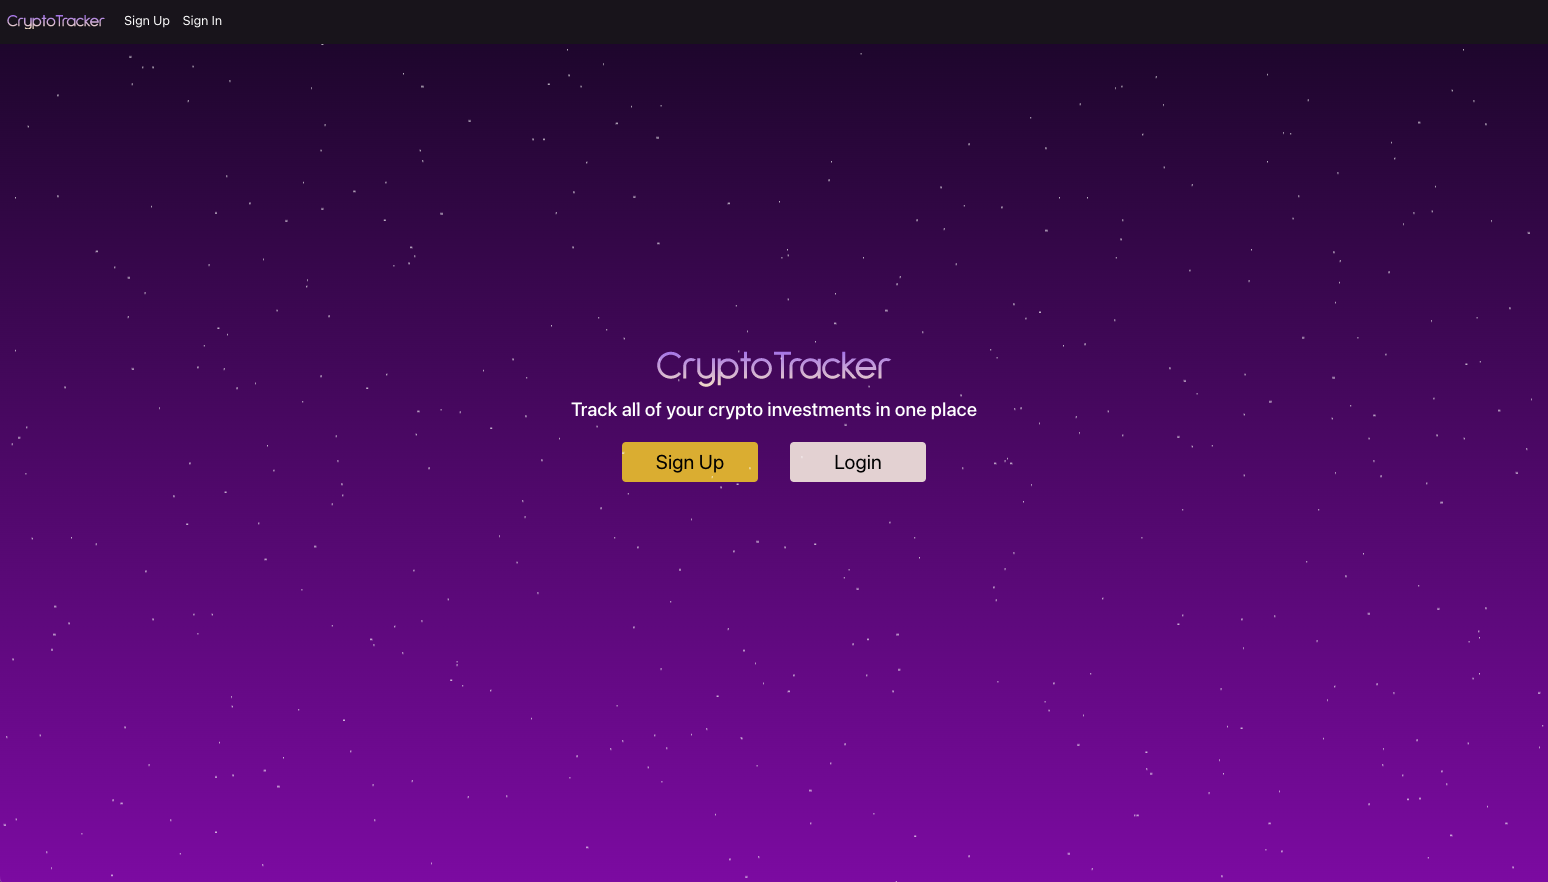 CryptoTracker Sign Up Sign In
CryptoTracker
Track all of your crypto investments in one place
Sign Up Login